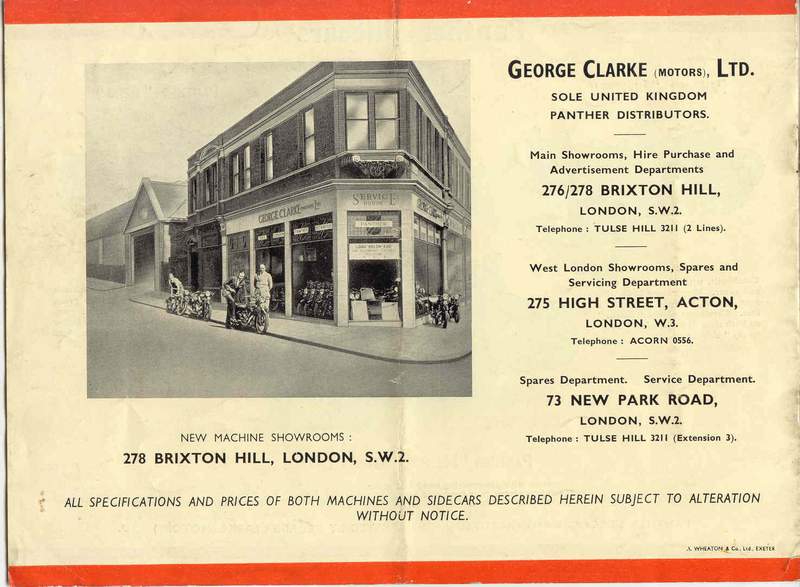 GEORGE CLARKE (MOTORS), LTD.
SOLE UNITED KINGDOM
PANTHER DISTRIBUTORS.
Main Showrooms, Hire Purchase and
Advertisement Departments
276/278 BRIXTON HILL,
LONDON, S.W.2.
Telephone : TULSE HILL 3211 (2 Lines).
West London Showrooms, Spares and
Servicing Department
275 HIGH STREET, ACTON,
LONDON, W.3.
Telephone : ACORN 0556.
Spares Department. Service Department.
73 NEW PARK ROAD,
LONDON, S.W.2.
Telephone : TULSE HILL 3211 (Extension 3).
GEORGE CLARKE
SERVICE
PANTHER
NEW MACHINE SHOWROOMS :
278 BRIXTON HILL, LONDON, S.W.2.
ALL SPECIFICATIONS AND PRICES OF BOTH MACHINES AND SIDECARS DESCRIBED HEREIN SUBJECT TO ALTERATION
WITHOUT NOTICE.
A. WHEATON & Co., Ltd., EXETER